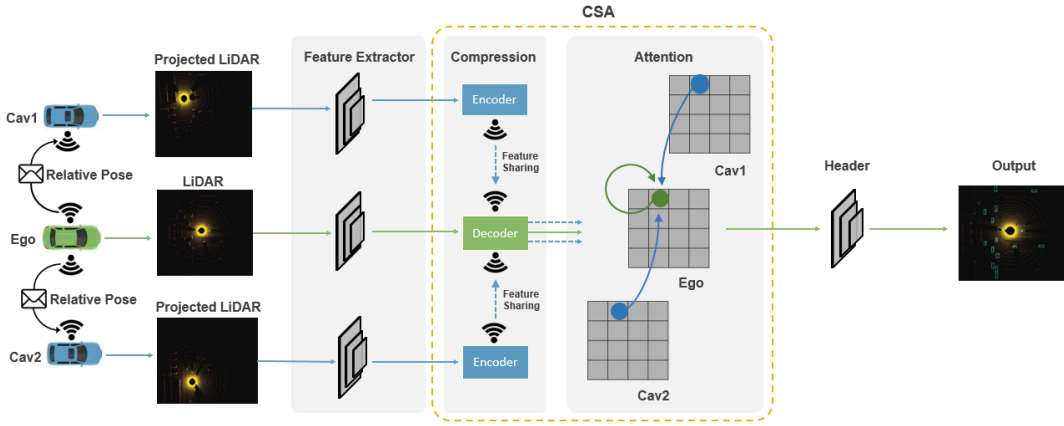 CSA
Projected LiDAR
Feature Extractor
Compression
Attention
Cav1
Encoder
Feature
Sharing
Cav1
Relative Pose
LiDAR
Header
Output
Ego
Decoder
Ego
Relative Pose
Feature
Sharing
Projected LiDAR
Cav2
Encoder
Cav2